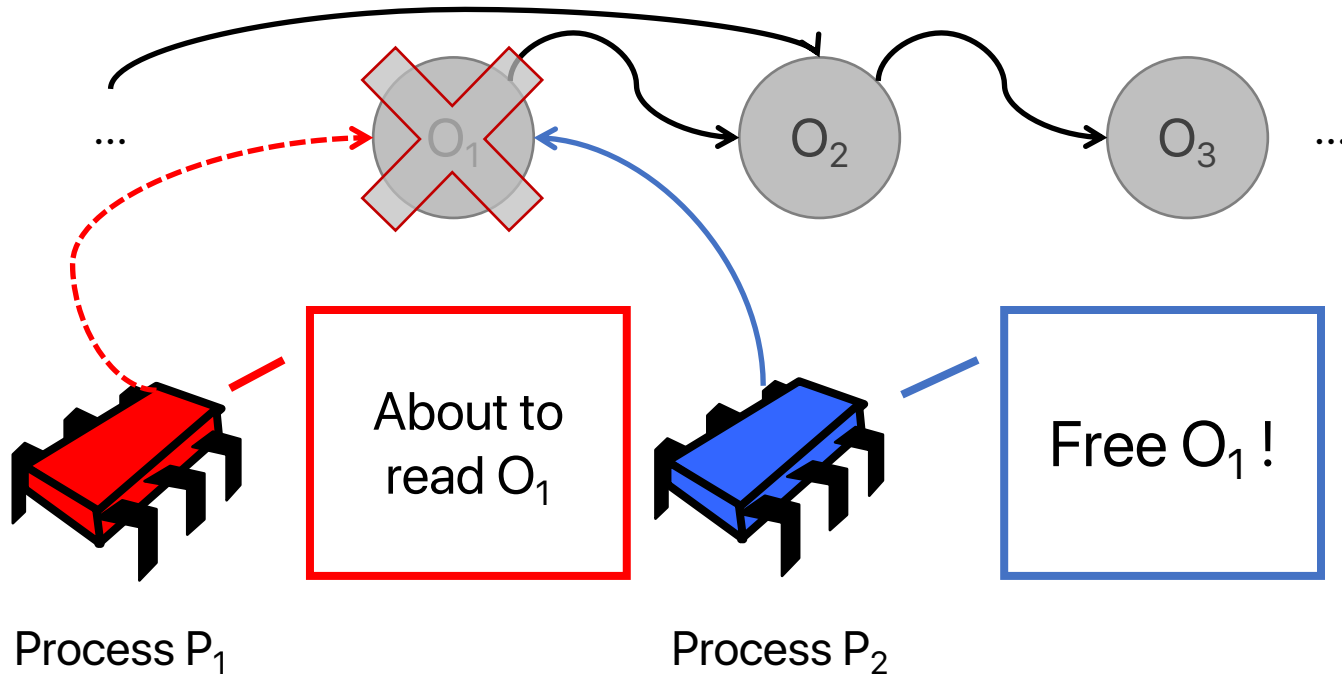 ...
O₁
O₂
O₃
...
About to
read O₁
Free O₁ !
Process P₁
Process P₂